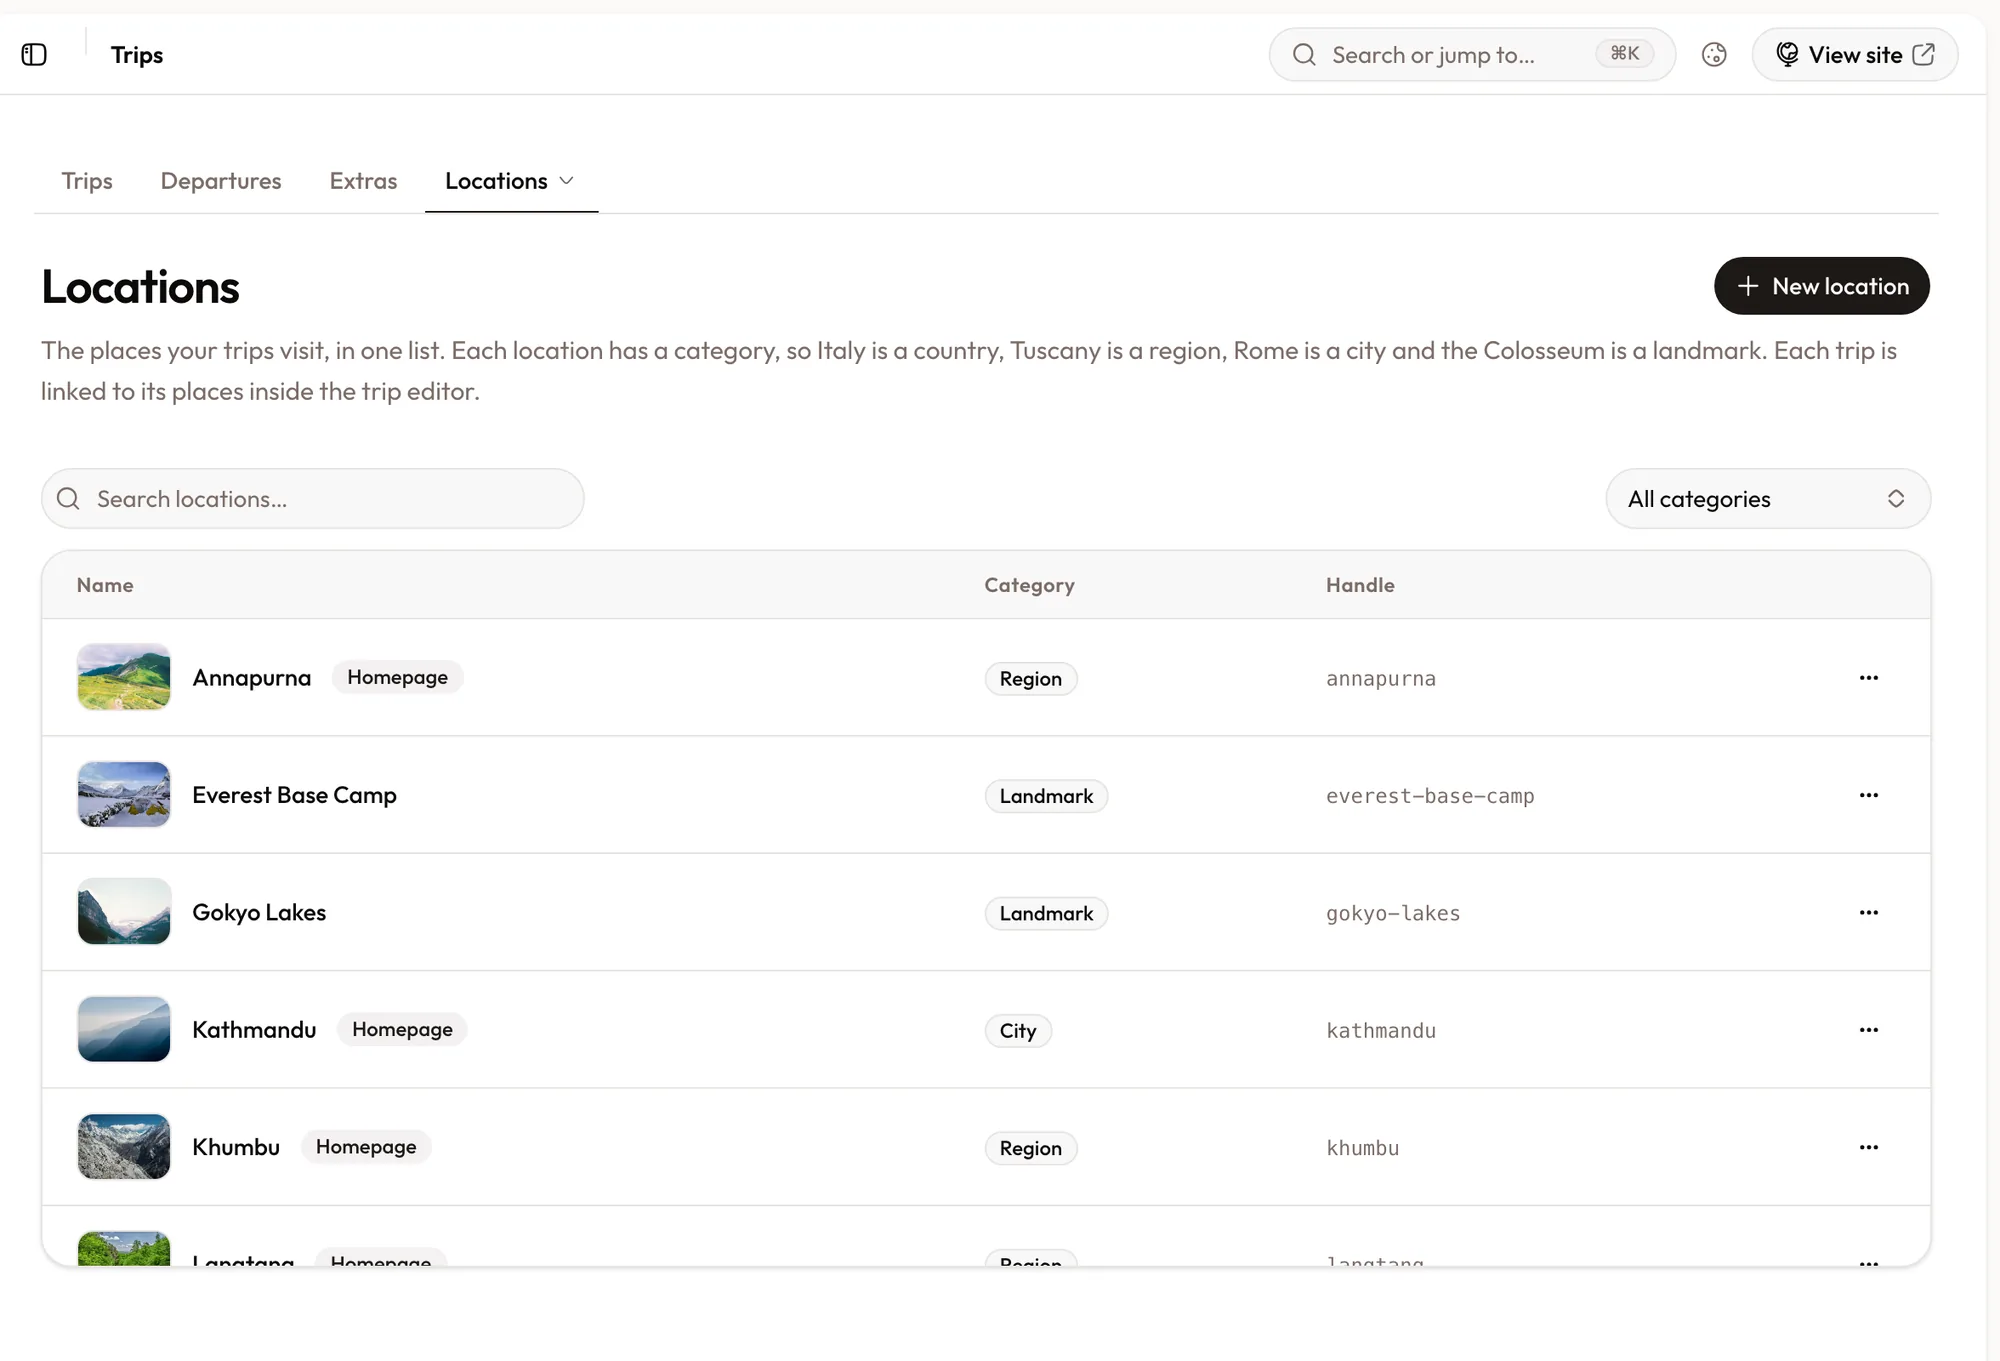 Trips
Search or jump to...
⌘K
View site
Trips
Departures
Extras
Locations
Locations
New location
The places your trips visit, in one list. Each location has a category, so Italy is a country, Tuscany is a region, Rome is a city and the Colosseum is a landmark. Each trip is
linked to its places inside the trip editor.
Search locations...
All categories
Name
Category
Handle
Annapurna
Homepage
Region
annapurna
Everest Base Camp
Landmark
everest-base-camp
Gokyo Lakes
Landmark
gokyo-lakes
Kathmandu
Homepage
City
kathmandu
Khumbu
Homepage
Region
khumbu
Langtang
Homepage
Region
langtang